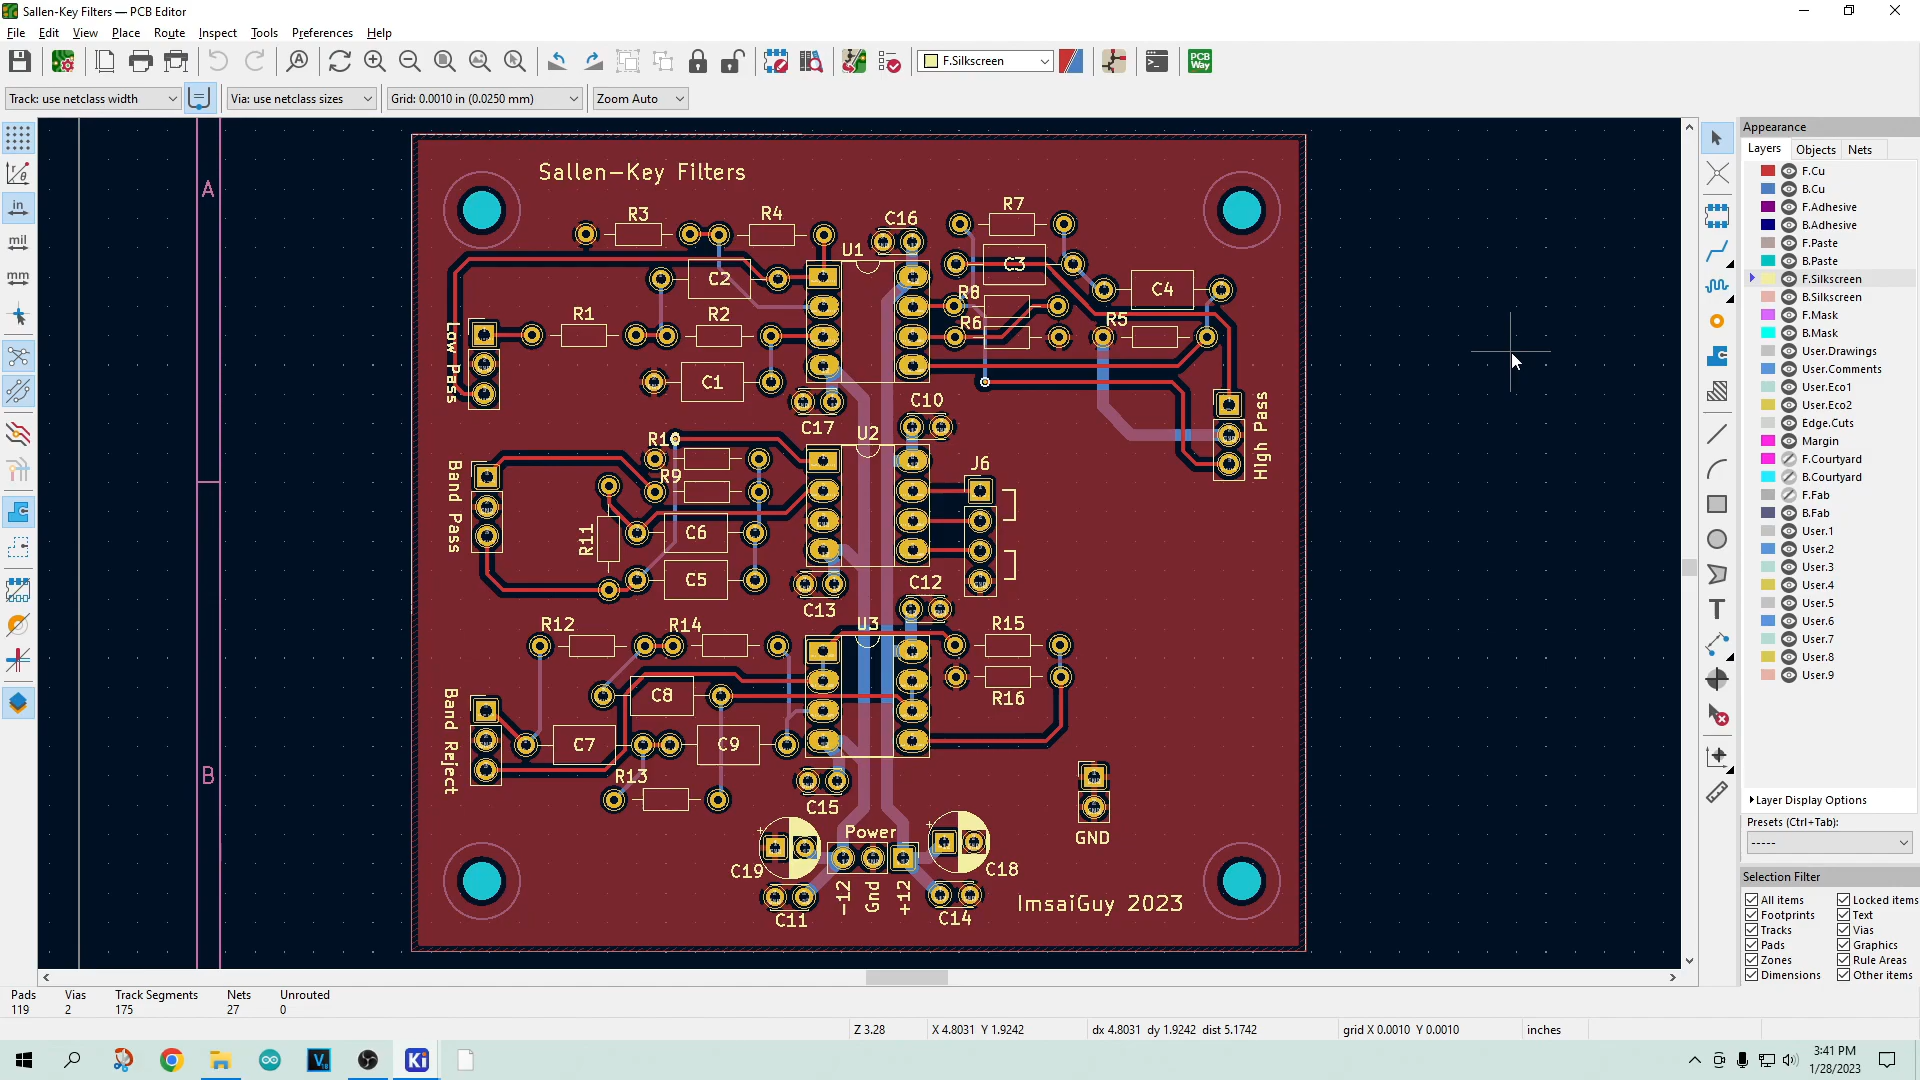 Sallen-Key Filters — PCB Editor
File Edit View Place Route Inspect Tools Preferences Help
F.Silkscreen
PCB
Way
Track: use netclass width
Via: use netclass sizes
Grid: 0.0010 in (0.0250 mm)
Zoom Auto
in
mil
mm
A
B
Sallen-Key Filters
R3
R4
C16
R7
U1
C2
C3
C4
R8
R1
R2
R6
R5
Low Pass
C1
C17
C10
U2
High Pass
R10
R9
J6
Band Pass
R11
C6
C5
C13
C12
R12
R14
U3
R15
C8
R16
Band Reject
C7
C9
R13
C15
GND
Power
C19
C18
-12
Gnd
+12
C11
C14
ImsaiGuy 2023
Appearance
Layers Objects Nets
F.Cu
B.Cu
F.Adhesive
B.Adhesive
F.Paste
B.Paste
F.Silkscreen
B.Silkscreen
F.Mask
B.Mask
User.Drawings
User.Comments
User.Eco1
User.Eco2
Edge.Cuts
Margin
F.Courtyard
B.Courtyard
F.Fab
B.Fab
User.1
User.2
User.3
User.4
User.5
User.6
User.7
User.8
User.9
Layer Display Options
Presets (Ctrl+Tab):
-----
Selection Filter
All items Locked items
Footprints Text
Tracks Vias
Pads Graphics
Zones Rule Areas
Dimensions Other items
Pads Vias Track Segments Nets Unrouted
119 2 175 27 0
Z 3.28 X 4.8031 Y 1.9242 dx 4.8031 dy 1.9242 dist 5.1742 grid X 0.0010 Y 0.0010 inches
Ki
3:41 PM
1/28/2023